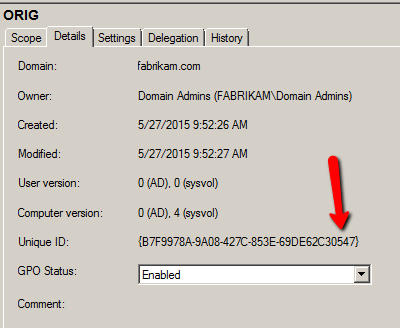 ORIG
Scope Details Settings Delegation History
Domain: fabrikam.com
Owner: Domain Admins (FABRIKAM\Domain Admins)
Created: 5/27/2015 9:52:26 AM
Modified: 5/27/2015 9:52:27 AM
User version: 0 (AD), 0 (sysvol)
Computer version: 0 (AD), 4 (sysvol)
Unique ID: {B7F9978A-9A08-427C-853E-69DE62C30547}
GPO Status: Enabled
Comment: